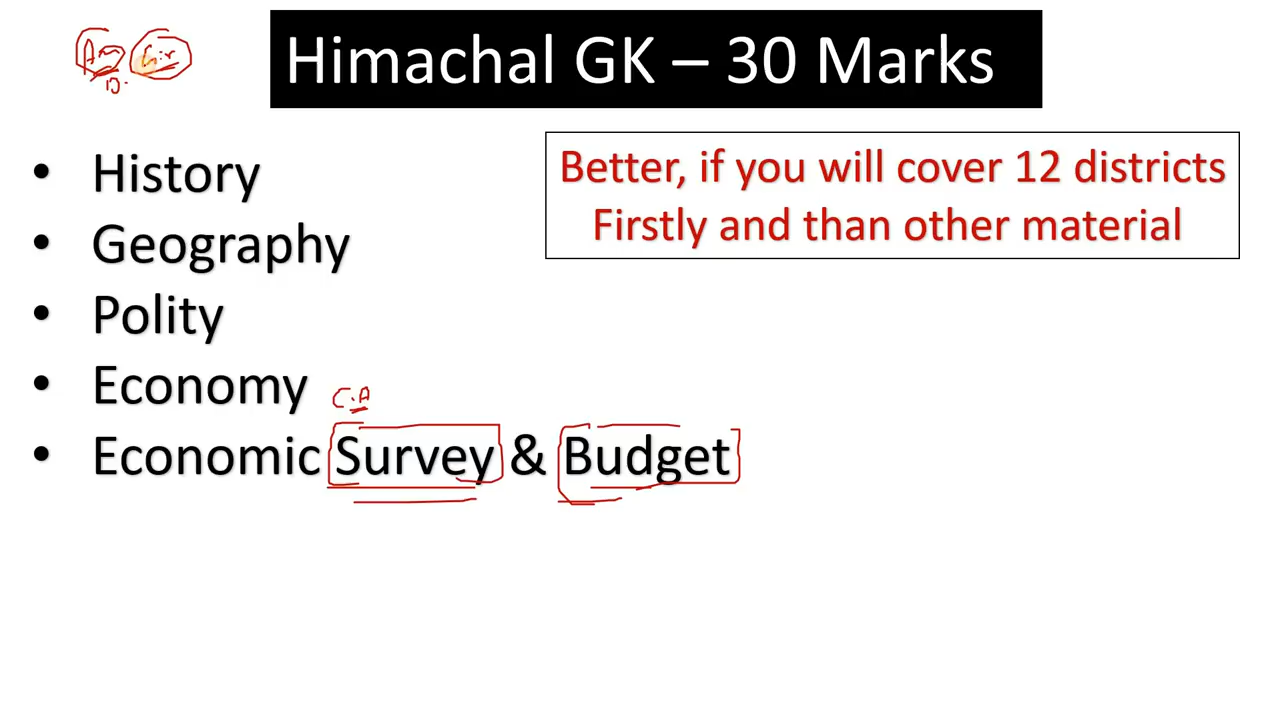 Himachal GK – 30 Marks
• History
Better, if you will cover 12 districts
Firstly and than other material
• Geography
• Polity
• Economy
C.A
• Economic Survey & Budget